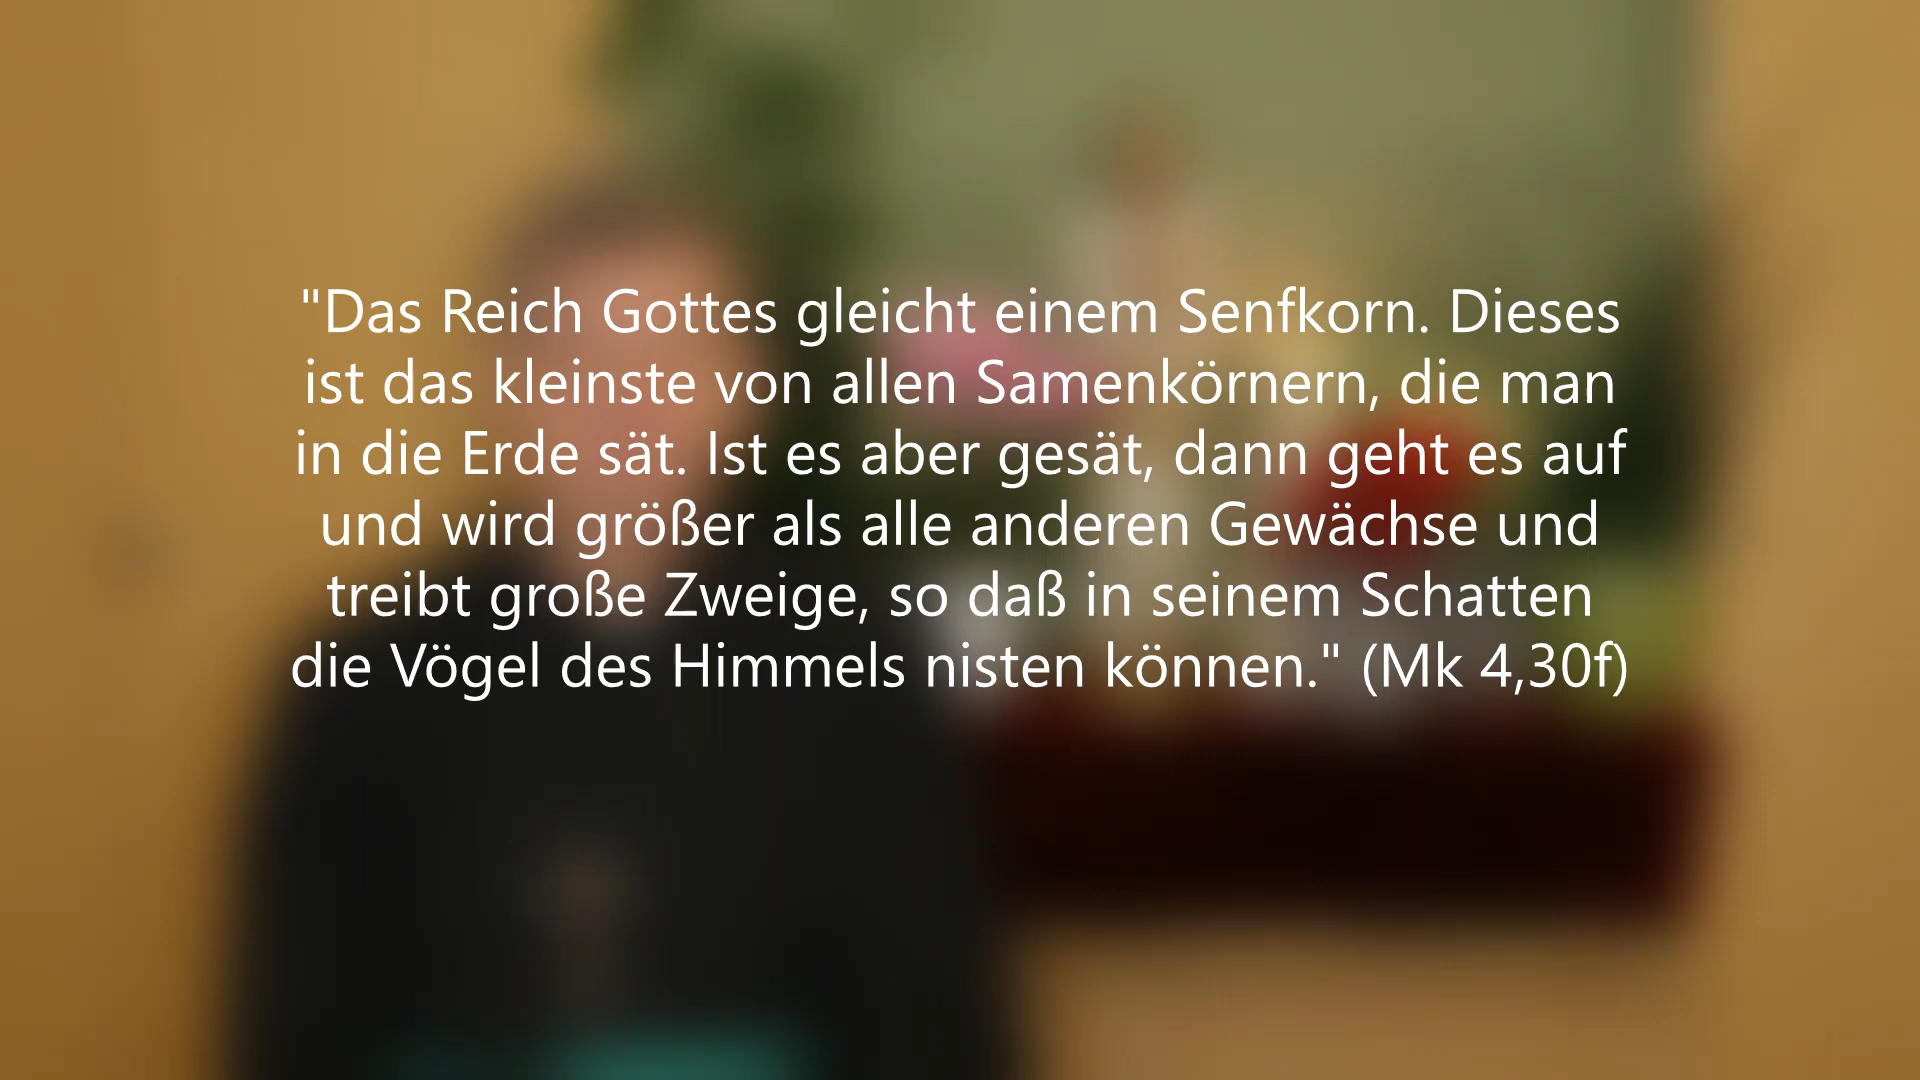 "Das Reich Gottes gleicht einem Senfkorn. Dieses
ist das kleinste von allen Samenkörnern, die man
in die Erde sät. Ist es aber gesät, dann geht es auf
und wird größer als alle anderen Gewächse und
treibt große Zweige, so daß in seinem Schatten
die Vögel des Himmels nisten können." (Mk 4,30f)